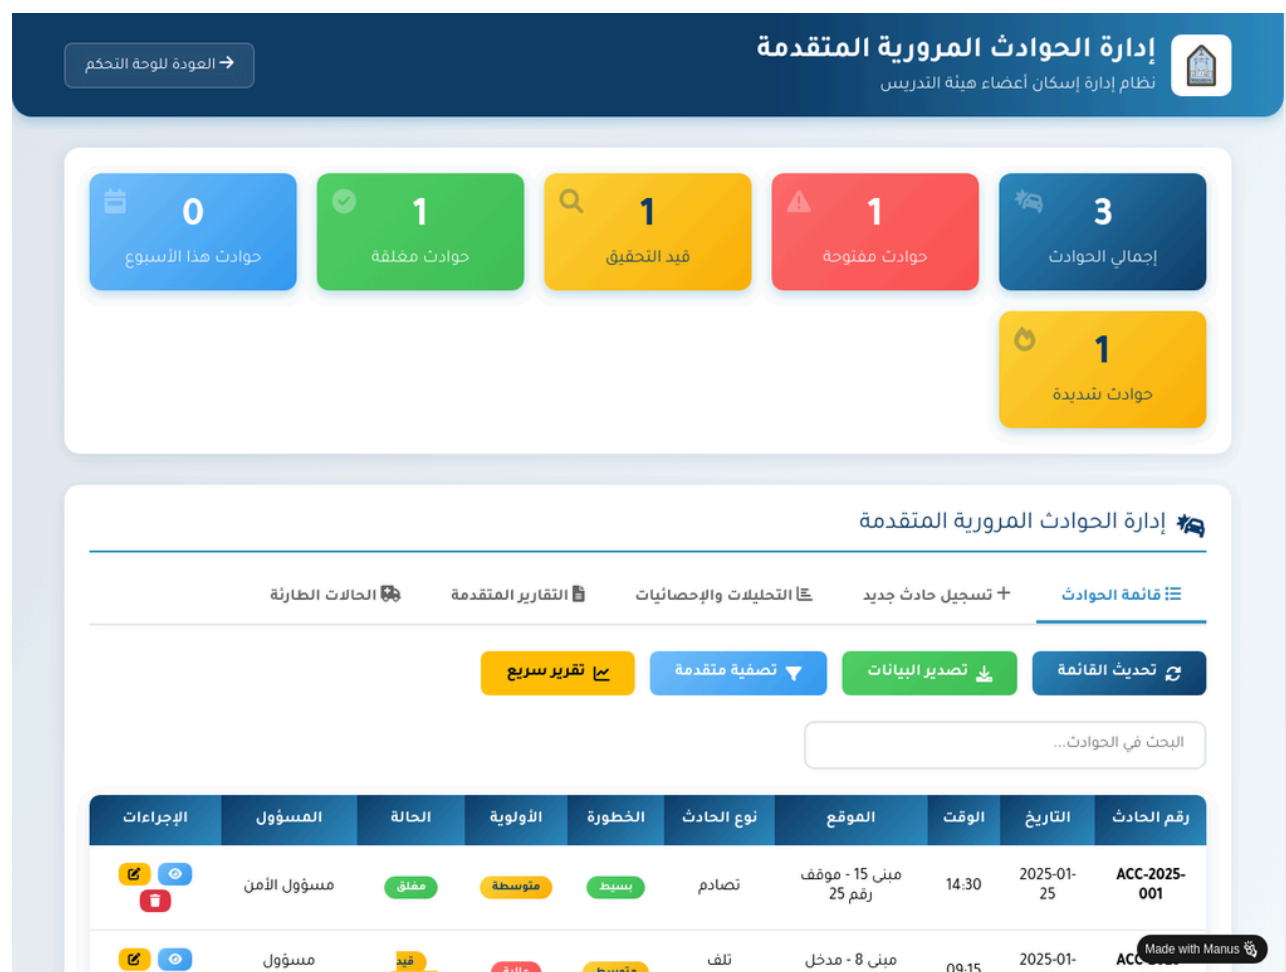 إدارة الحوادث المرورية المتقدمة
نظام إدارة إسكان أعضاء هيئة التدريس
العودة للوحة التحكم
3
إجمالي الحوادث
1
حوادث مفتوحة
1
قيد التحقيق
1
حوادث مغلقة
0
حوادث هذا الأسبوع
1
حوادث شديدة
إدارة الحوادث المرورية المتقدمة
قائمة الحوادث
تسجيل حادث جديد
التحليلات والإحصائيات
التقارير المتقدمة
الحالات الطارئة
تحديث القائمة
تصدير البيانات
تصفية متقدمة
تقرير سريع
البحث في الحوادث...
رقم الحادث التاريخ الوقت الموقع نوع الحادث الخطورة الأولوية الحالة المسؤول الإجراءات
ACC-2025-
001
2025-01-
25
14:30
مبنى 15 - موقف
رقم 25
تصادم
بسيط
متوسطة
مغلق
مسؤول الأمن
2025-01-
09:15
مبنى 8 - مدخل
تلف
متوسط
عالية
قيد
مسؤول
Made with Manus